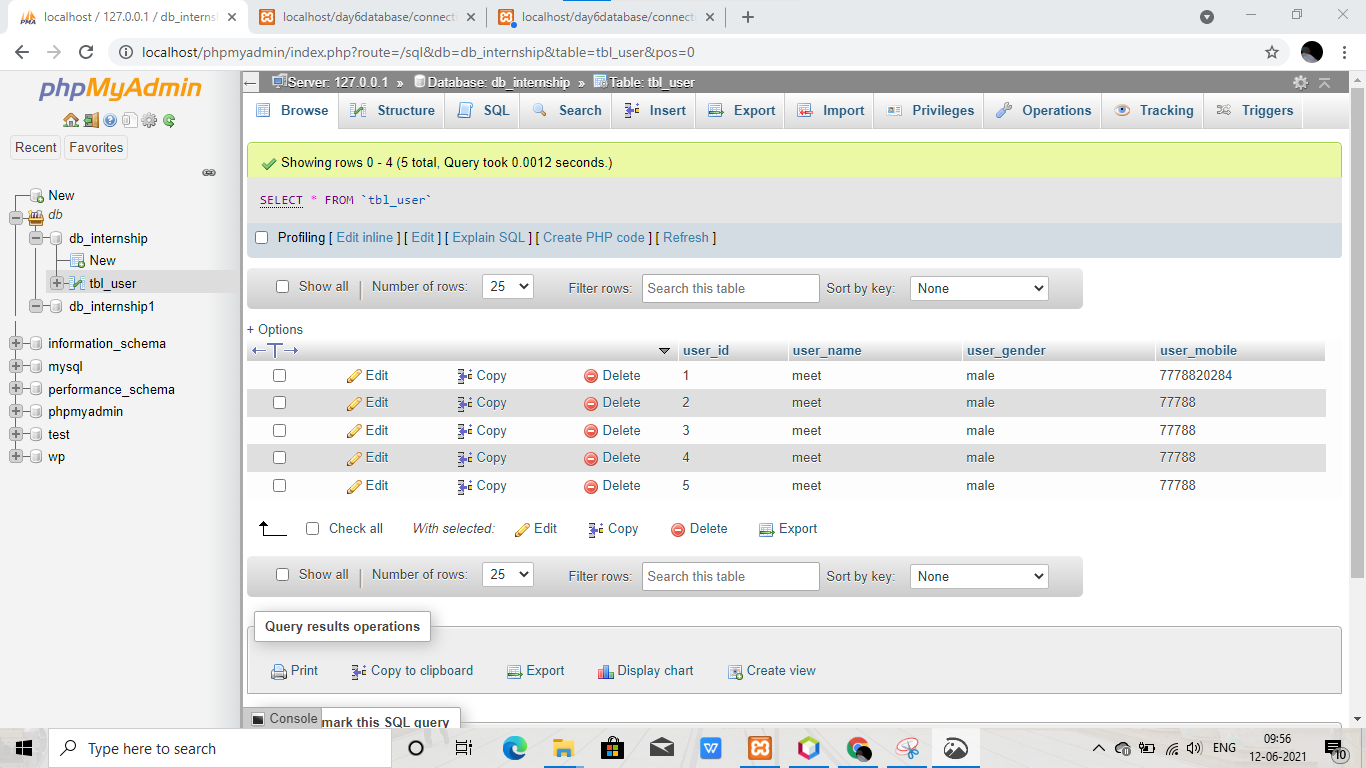 localhost / 127.0.0.1 / db_interns
localhost/day6database/connecti
localhost/day6database/connecti
localhost/phpmyadmin/index.php?route=/sql&db=db_internship&table=tbl_user&pos=0
phpMyAdmin
Recent Favorites
New
db
db_internship
New
tbl_user
db_internship1
information_schema
mysql
performance_schema
phpmyadmin
test
wp
Server: 127.0.0.1 » Database: db_internship » Table: tbl_user
Browse Structure SQL Search Insert Export Import Privileges Operations Tracking Triggers
Showing rows 0 - 4 (5 total, Query took 0.0012 seconds.)
SELECT * FROM `tbl_user`
Profiling [ Edit inline ] [ Edit ] [ Explain SQL ] [ Create PHP code ] [ Refresh ]
Show all | Number of rows: 25 Filter rows: Search this table Sort by key: None
+ Options
←T→ user_id user_name user_gender user_mobile
Edit Copy Delete 1 meet male 7778820284
Edit Copy Delete 2 meet male 77788
Edit Copy Delete 3 meet male 77788
Edit Copy Delete 4 meet male 77788
Edit Copy Delete 5 meet male 77788
Check all With selected: Edit Copy Delete Export
Show all | Number of rows: 25 Filter rows: Search this table Sort by key: None
Query results operations
Print Copy to clipboard Export Display chart Create view
Console mark this SQL query
Type here to search
ENG
09:56
12-06-2021
10